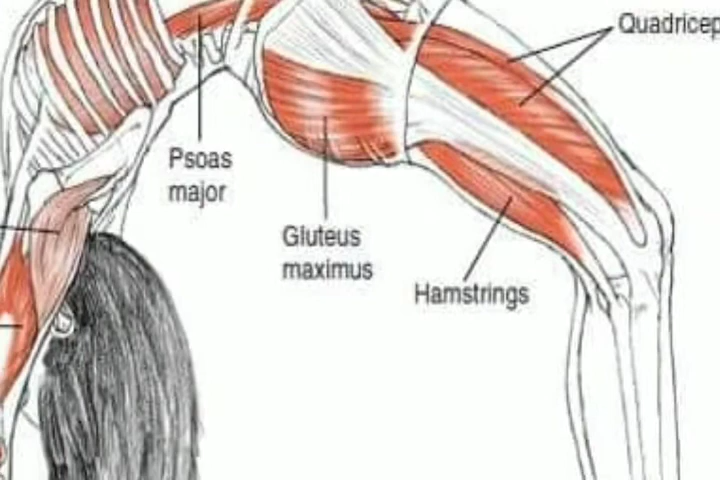 Quadricep
Psoas
major
Gluteus
maximus
Hamstrings